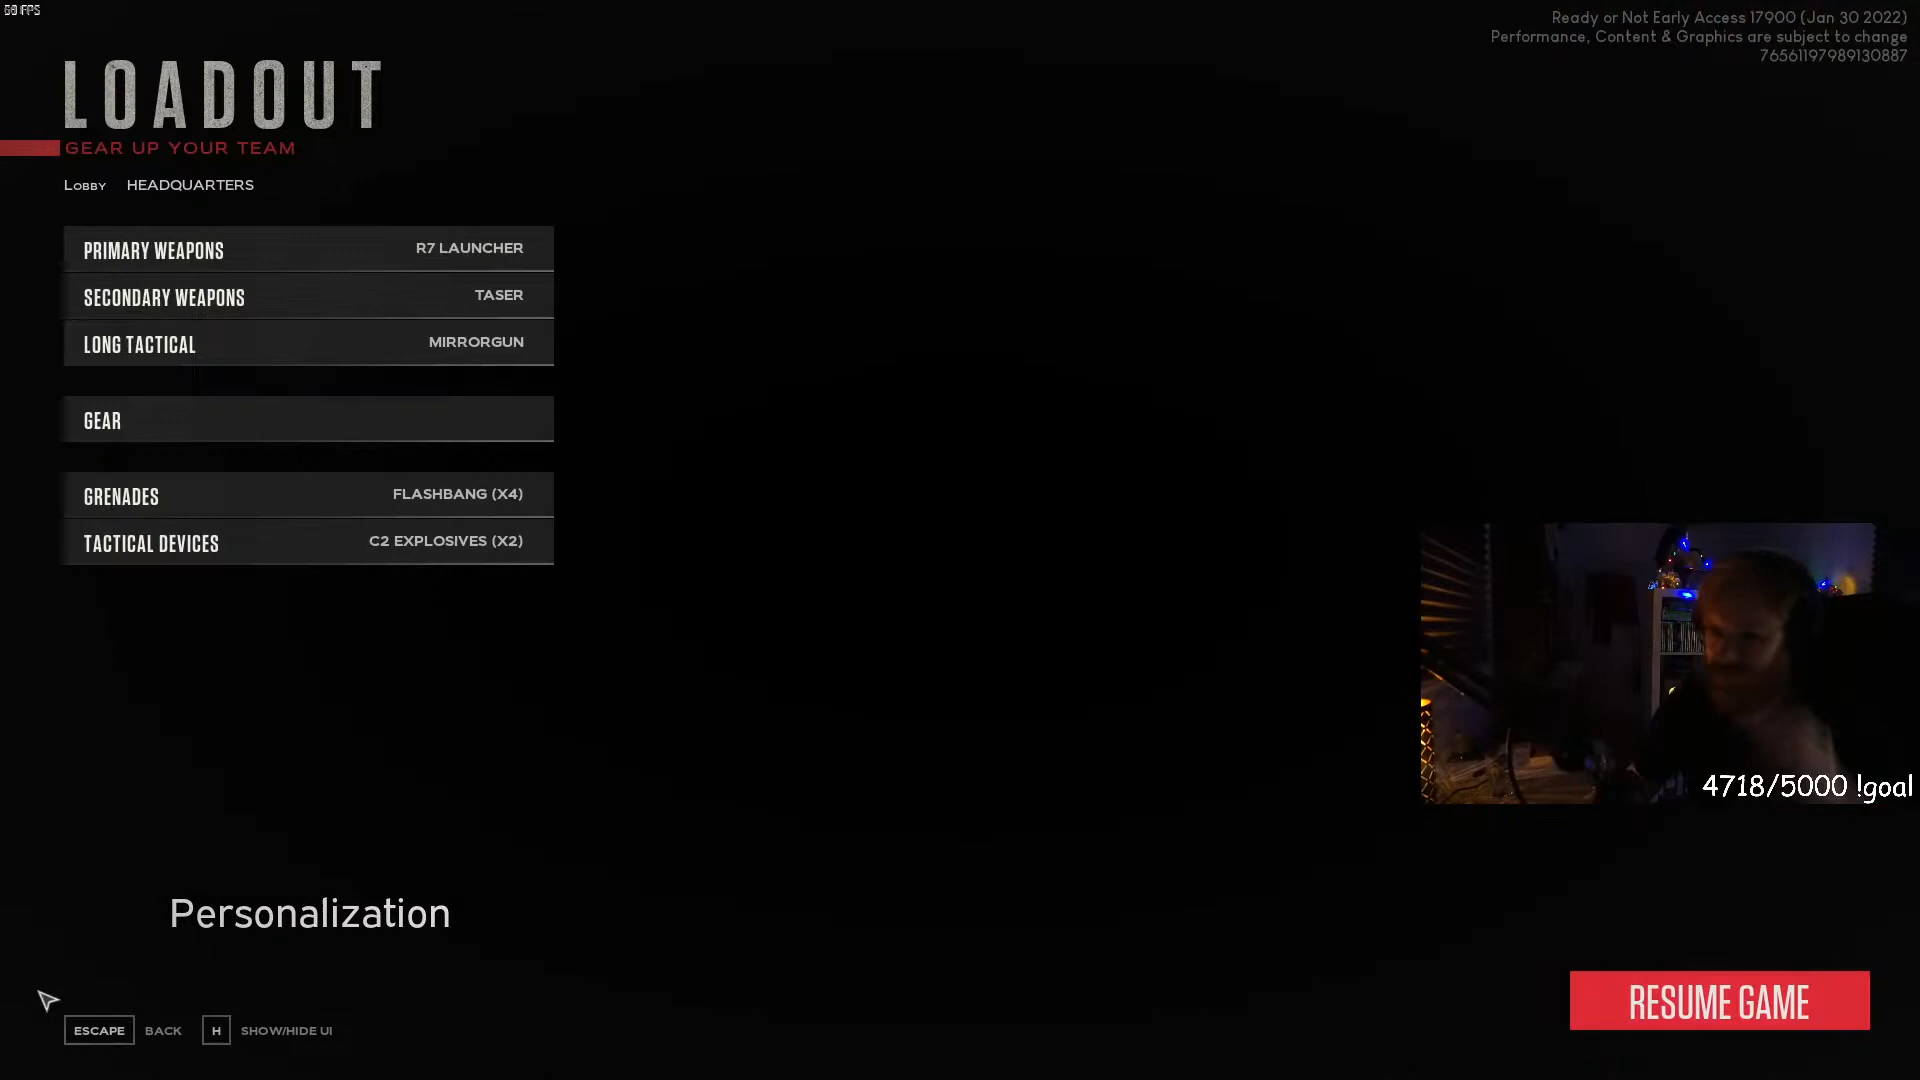 Ready or Not Early Access 17900 (Jan 30 2022)
Performance, Content & Graphics are subject to change
76561197989130887
LOADOUT
GEAR UP YOUR TEAM
Lobby HEADQUARTERS
PRIMARY WEAPONS R7 LAUNCHER
SECONDARY WEAPONS TASER
LONG TACTICAL MIRRORGUN
GEAR
GRENADES FLASHBANG (X4)
TACTICAL DEVICES C2 EXPLOSIVES (X2)
4718/5000 !goal
Personalization
RESUME GAME
ESCAPE BACK H SHOW/HIDE UI